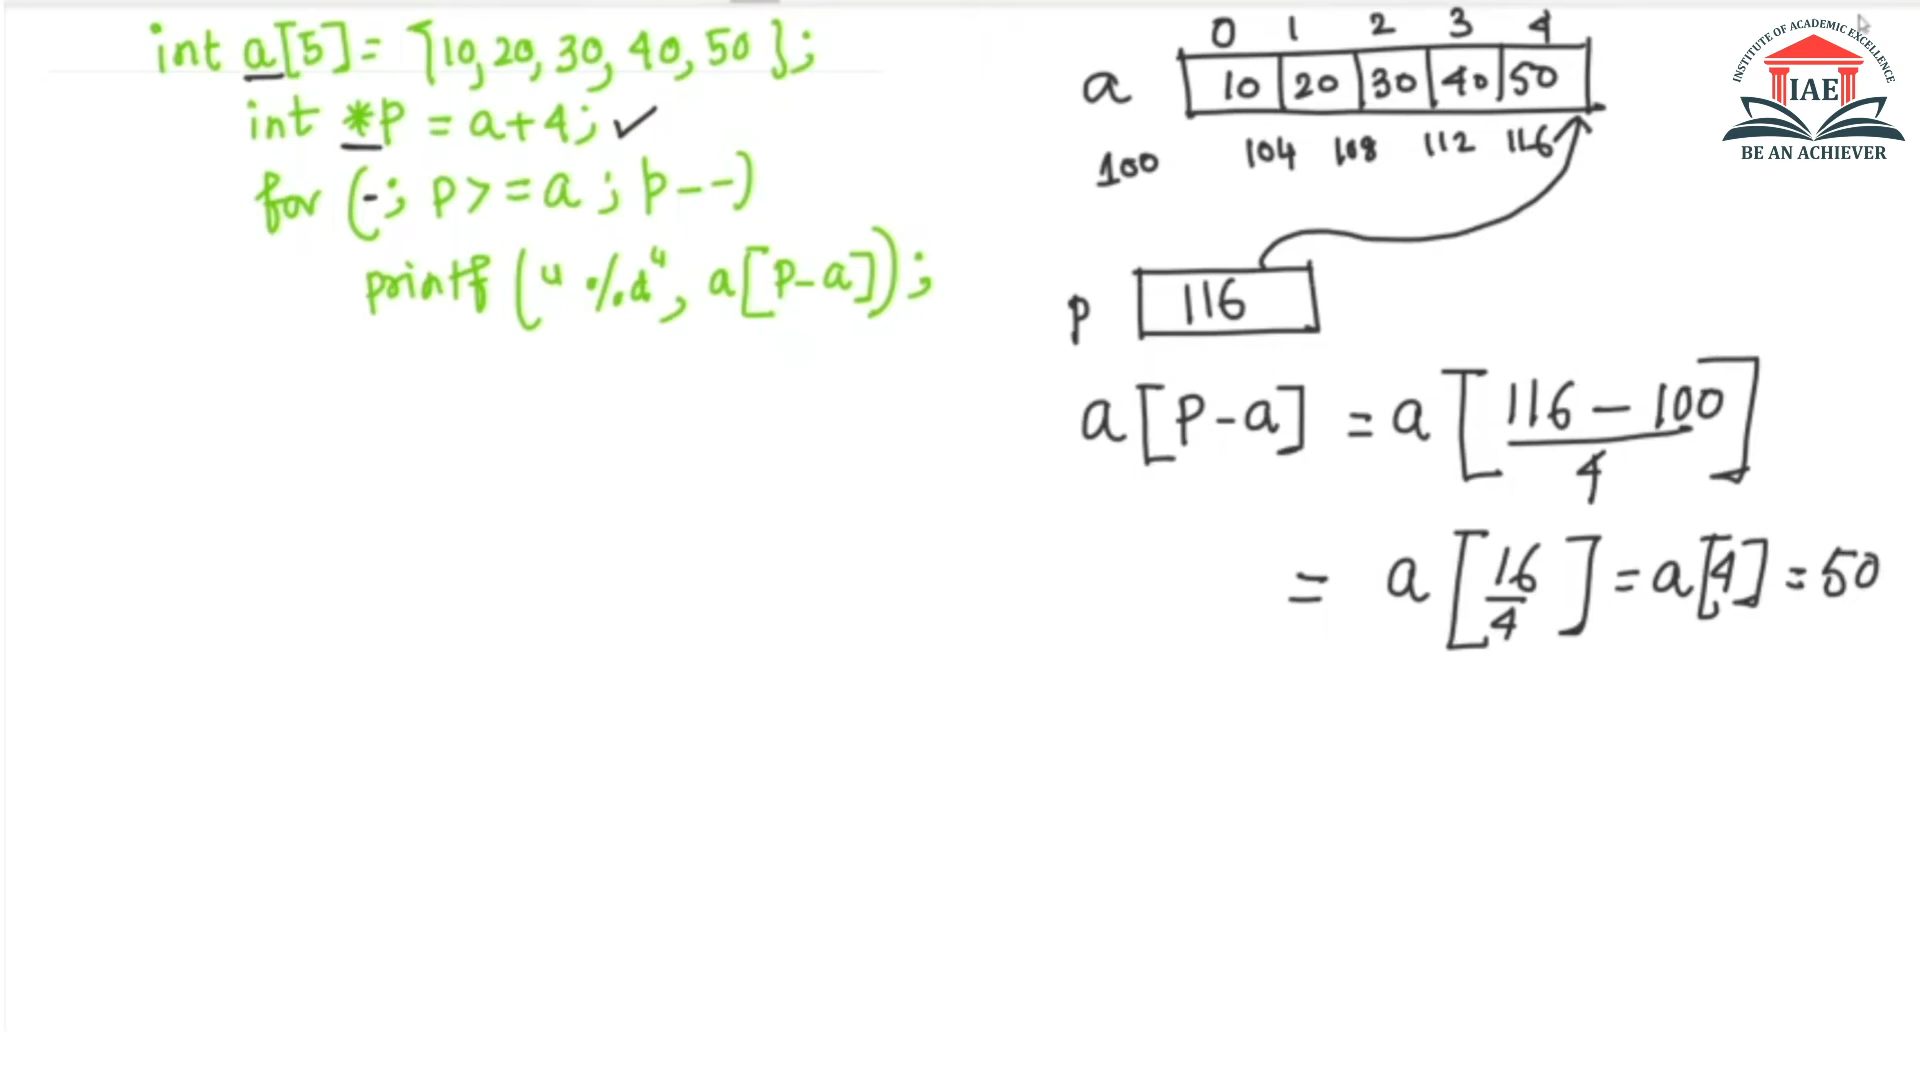 int a[5] = {10, 20, 30, 40, 50};
int *p = a+4; ✓
for (-; p>=a; p--)
printf("%d", a[p-a]);
0 1 2 3 4
a 10 20 30 40 50
100 104 108 112 116
p 116
a[p-a] = a[116-100/4]
= a[16/4] = a[4] = 50
INSTITUTE OF ACADEMIC EXCELLENCE
IAE
BE AN ACHIEVER